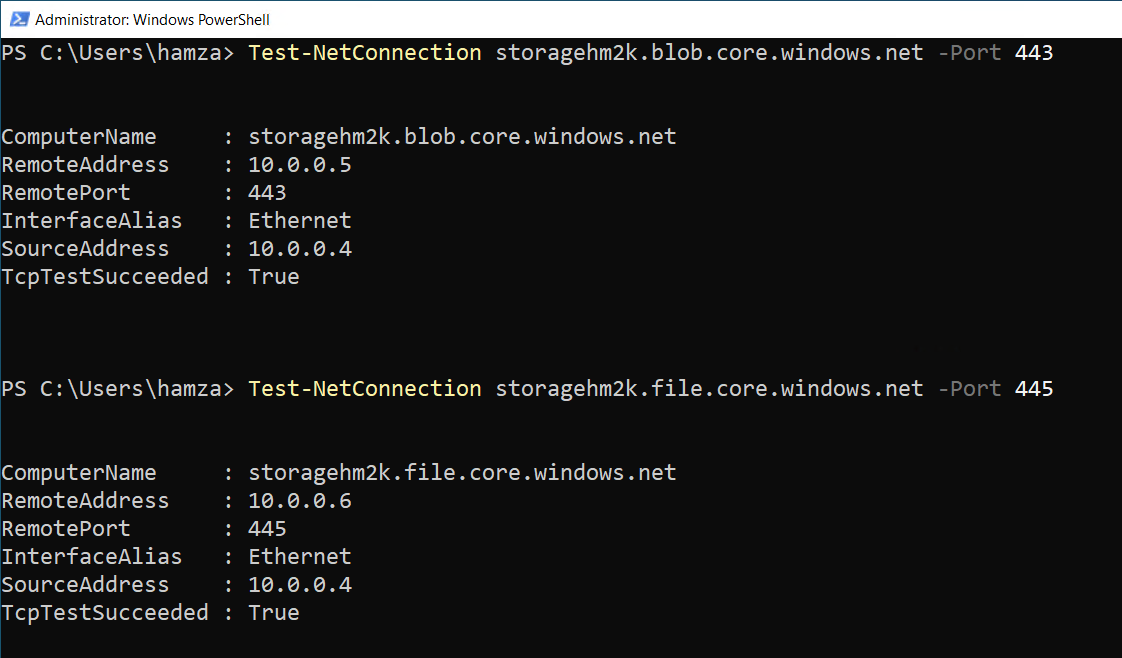 Administrator: Windows PowerShell
PS C:\Users\hamza> Test-NetConnection storagehm2k.blob.core.windows.net -Port 443
ComputerName     : storagehm2k.blob.core.windows.net
RemoteAddress    : 10.0.0.5
RemotePort       : 443
InterfaceAlias   : Ethernet
SourceAddress    : 10.0.0.4
TcpTestSucceeded : True
PS C:\Users\hamza> Test-NetConnection storagehm2k.file.core.windows.net -Port 445
ComputerName     : storagehm2k.file.core.windows.net
RemoteAddress    : 10.0.0.6
RemotePort       : 445
InterfaceAlias   : Ethernet
SourceAddress    : 10.0.0.4
TcpTestSucceeded : True